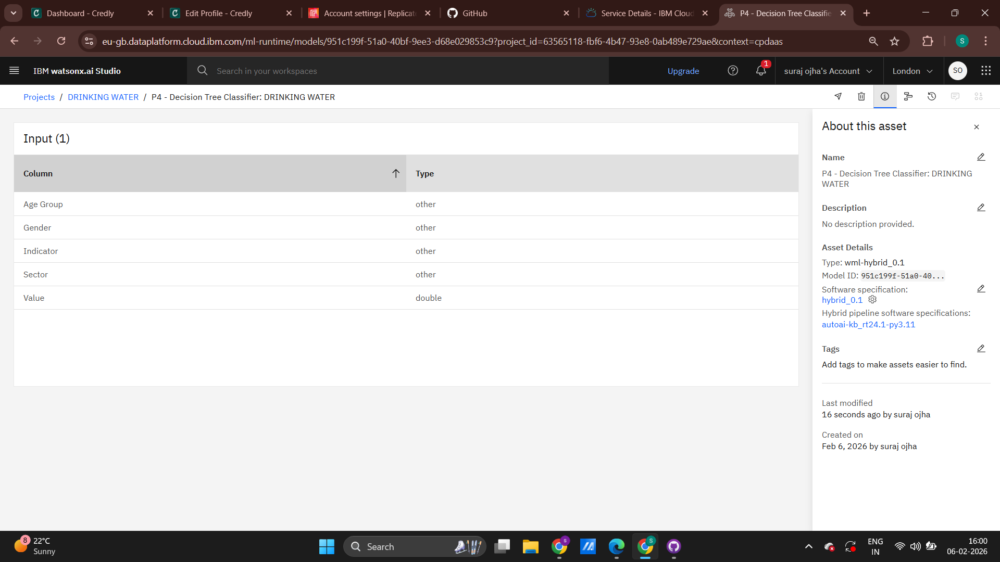 Dashboard - Credly
Edit Profile - Credly
Account settings | Replicate
GitHub
Service Details - IBM Cloud
P4 - Decision Tree Classifie
eu-gb.dataplatform.cloud.ibm.com/ml-runtime/models/951c199f-51a0-40bf-9ee3-d68e029853c9?project_id=63565118-fbf6-4b47-93e8-0ab489e729ae&context=cpdaas
S
IBM watsonx.ai Studio
Search in your workspaces
Upgrade
1
suraj ojha's Account
London
SO
Projects / DRINKING WATER / P4 - Decision Tree Classifier: DRINKING WATER
Input (1)
Column
Type
Age Group
other
Gender
other
Indicator
other
Sector
other
Value
double
About this asset
Name
P4 - Decision Tree Classifier: DRINKING
WATER
Description
No description provided.
Asset Details
Type: wml-hybrid_0.1
Model ID: 951c199f-51a0-40...
Software specification:
hybrid_0.1
Hybrid pipeline software specifications:
autoai-kb_rt24.1-py3.11
Tags
Add tags to make assets easier to find.
Last modified
16 seconds ago by suraj ojha
Created on
Feb 6, 2026 by suraj ojha
8
22°C
Sunny
Search
S
S
ENG
IN
16:00
06-02-2026